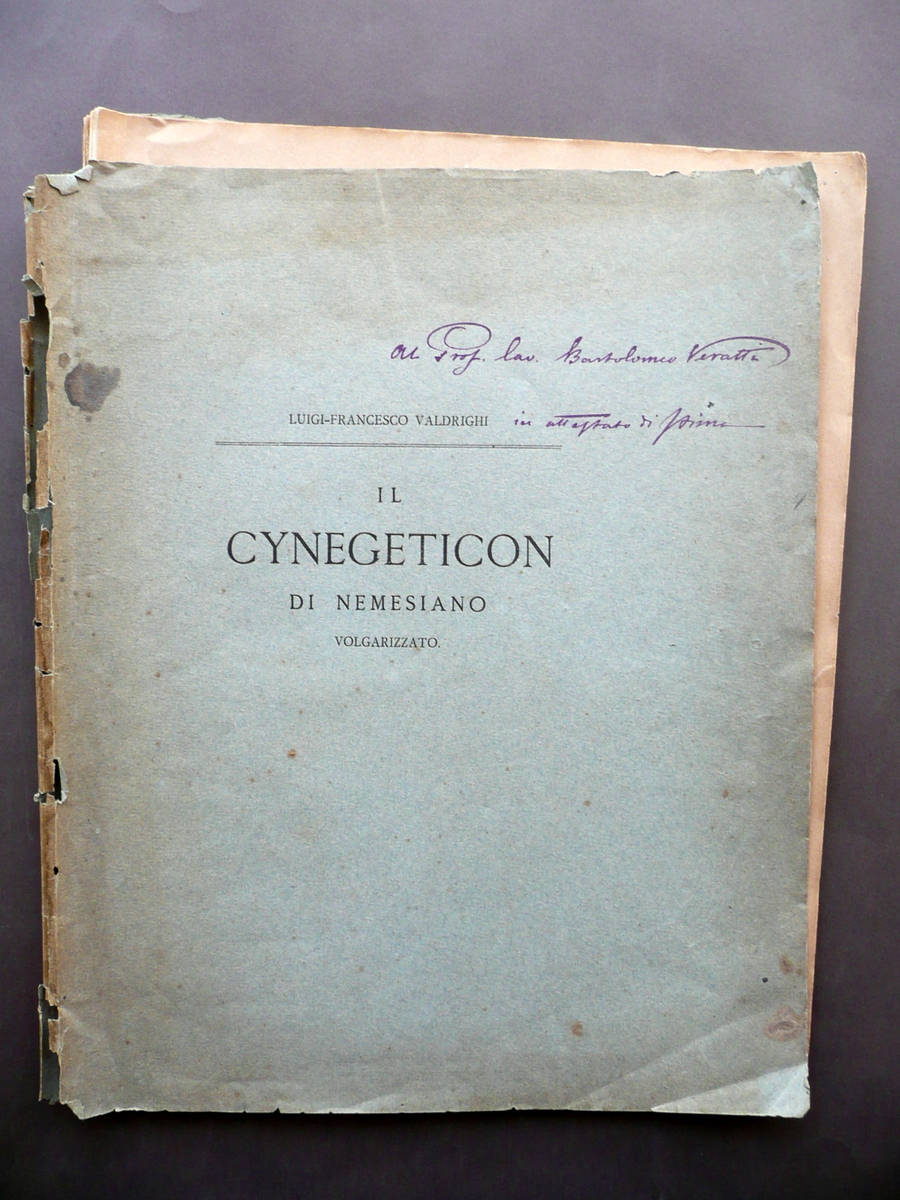 Al Prof. Cav. Bartolomeo Veratti
LUIGI-FRANCESCO VALDRIGHI in attestato di stima
IL
CYNEGETICON
DI NEMESIANO
VOLGARIZZATO.